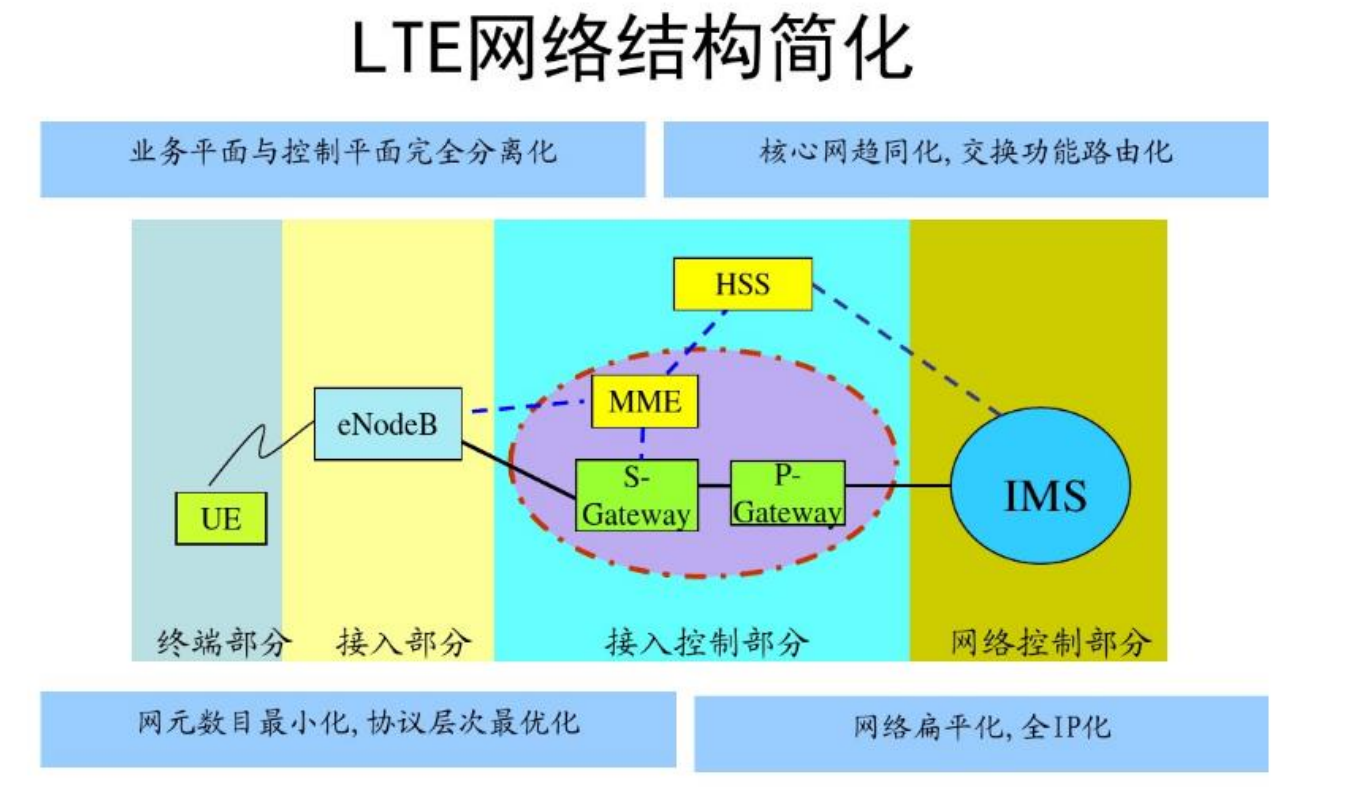 LTE网络结构简化
业务平面与控制平面完全分离化
核心网趋同化,交换功能路由化
HSS
MME
eNodeB
S-
Gateway
P-
Gateway
IMS
UE
终端部分
接入部分
接入控制部分
网络控制部分
网元数目最小化,协议层次最优化
网络扁平化,全IP化